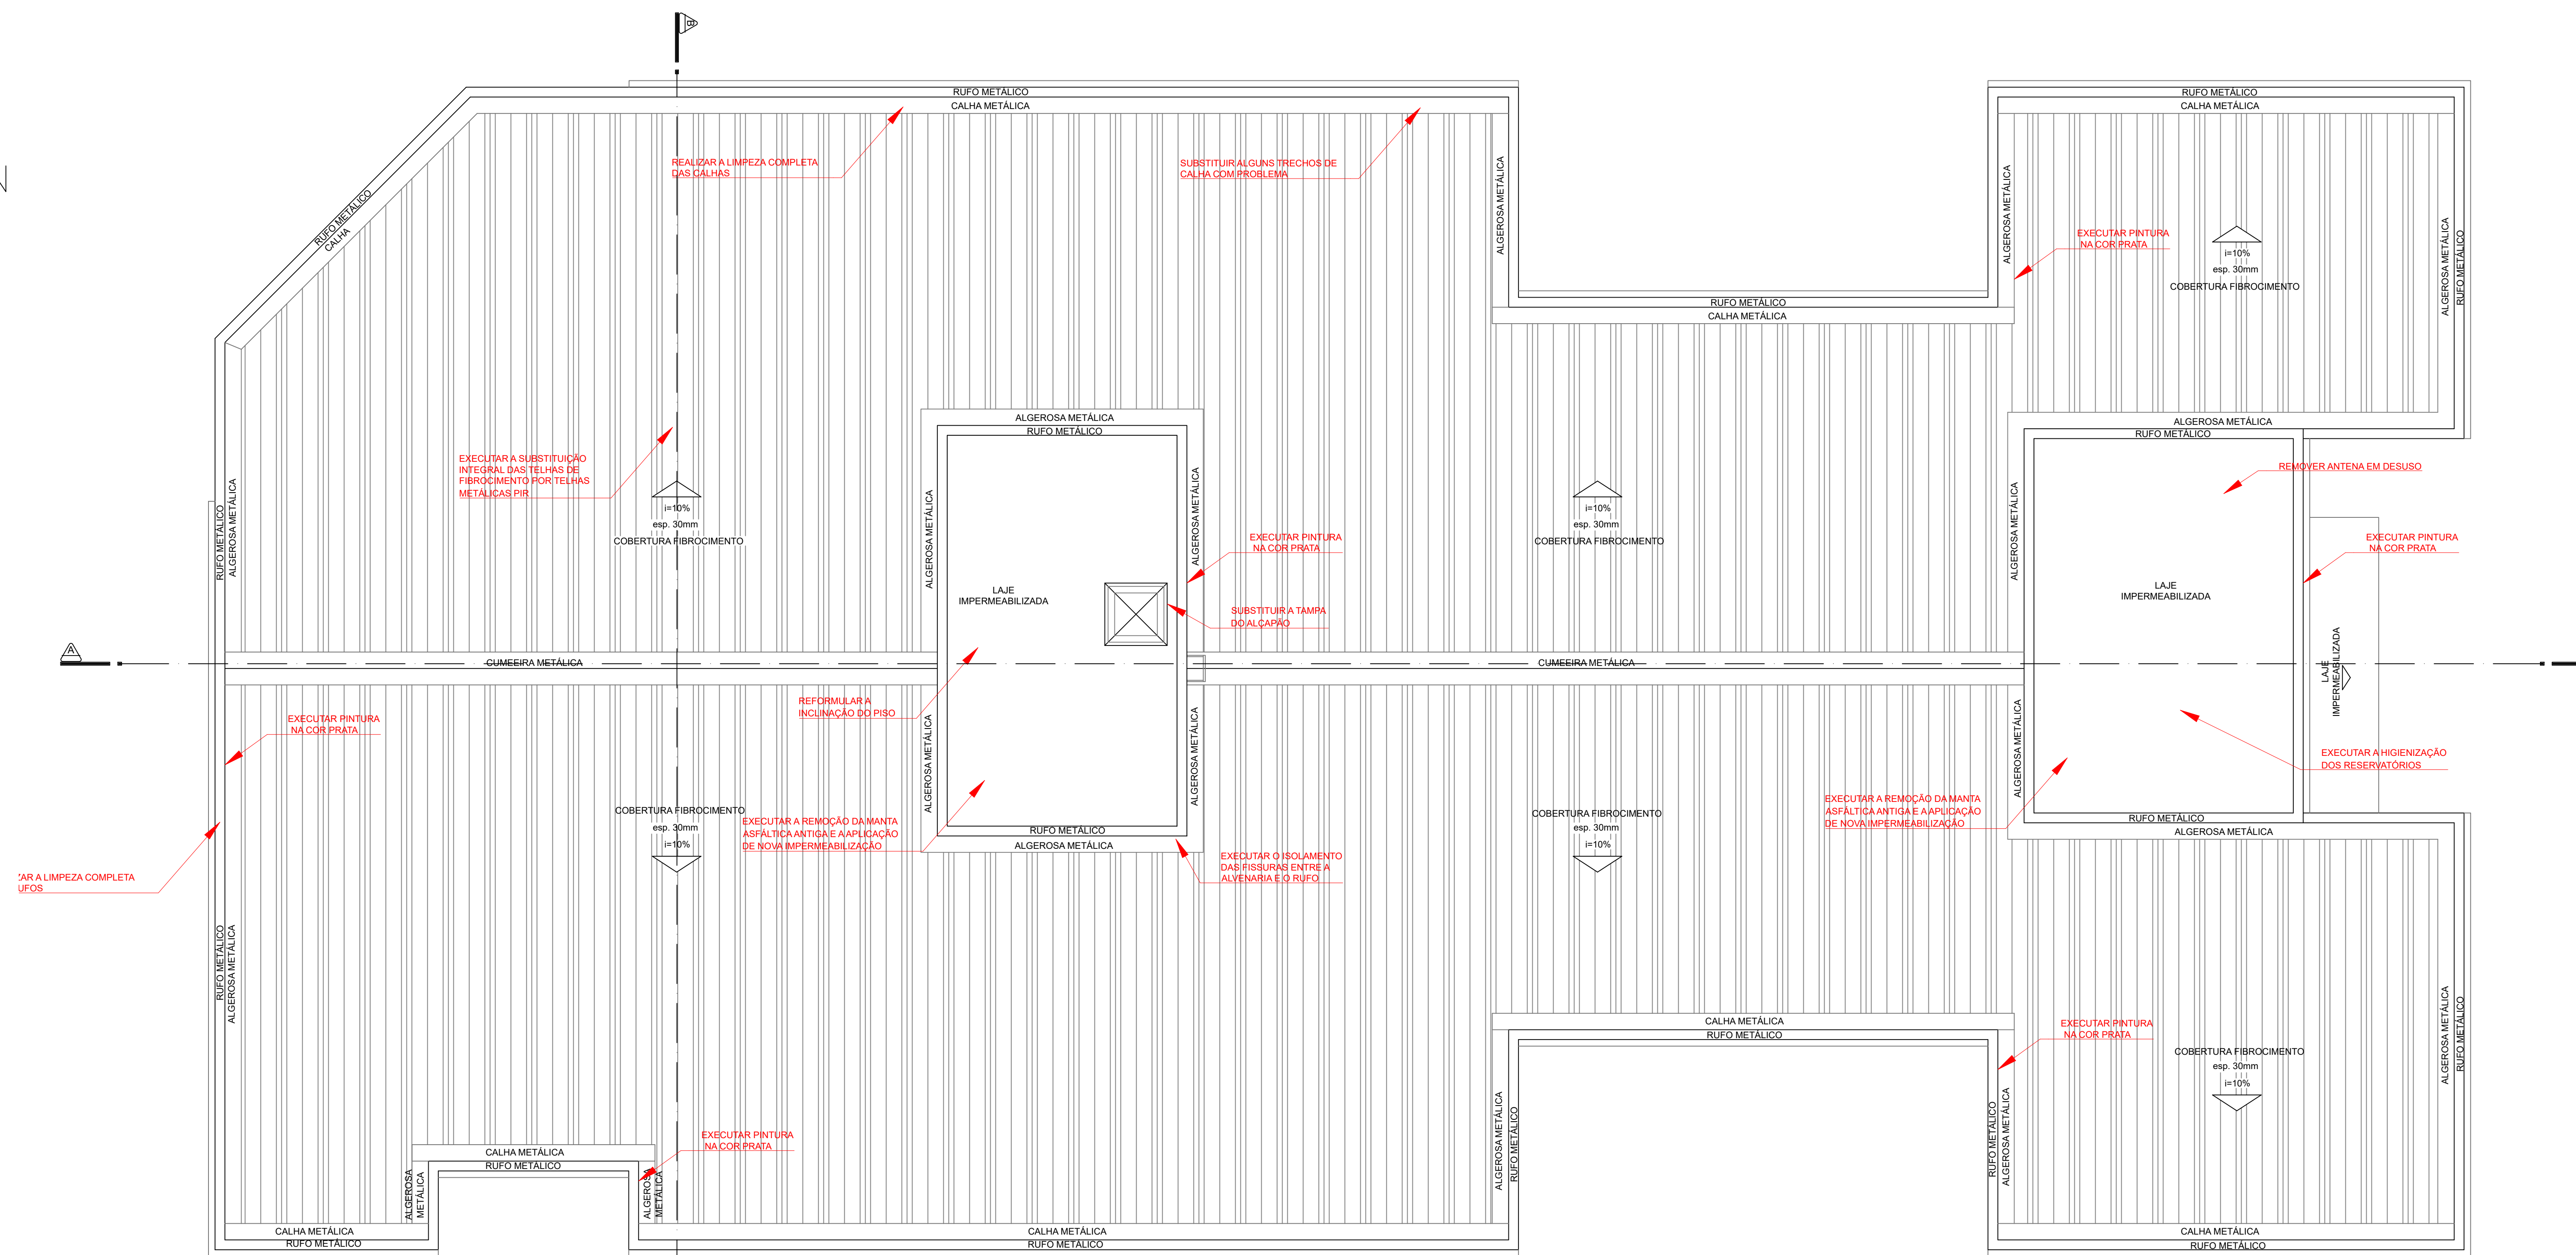 B
RUFO METÁLICO
CALHA METÁLICA
RUFO METÁLICO
CALHA METÁLICA
REALIZAR A LIMPEZA COMPLETA
DAS CALHAS
SUBSTITUIR ALGUNS TRECHOS DE
CALHA COM PROBLEMA
ALGEROSA METÁLICA
ALGEROSA METÁLICA
RUFO METÁLICO
CALHA
EXECUTAR PINTURA
NA COR PRATA
i=10%
esp. 30mm
COBERTURA FIBROCIMENTO
ALGEROSA METÁLICA
RUFO METÁLICO
RUFO METÁLICO
CALHA METÁLICA
ALGEROSA METÁLICA
RUFO METÁLICO
ALGEROSA METÁLICA
RUFO METÁLICO
EXECUTAR A SUBSTITUIÇÃO
INTEGRAL DAS TELHAS DE
FIBROCIMENTO POR TELHAS
METÁLICAS PIR
REMOVER ANTENA EM DESUSO
RUFO METÁLICO
ALGEROSA METÁLICA
i=10%
esp. 30mm
COBERTURA FIBROCIMENTO
ALGEROSA METÁLICA
ALGEROSA METÁLICA
i=10%
esp. 30mm
COBERTURA FIBROCIMENTO
ALGEROSA METÁLICA
EXECUTAR PINTURA
NA COR PRATA
EXECUTAR PINTURA
NA COR PRATA
LAJE
IMPERMEABILIZADA
LAJE
IMPERMEABILIZADA
SUBSTITUIR A TAMPA
DO ALÇAPÃO
A
CUMEEIRA METÁLICA
CUMEEIRA METÁLICA
LAJE
IMPERMEABILIZADA
REFORMULAR A
INCLINAÇÃO DO PISO
EXECUTAR PINTURA
NA COR PRATA
ALGEROSA METÁLICA
ALGEROSA METÁLICA
ALGEROSA METÁLICA
EXECUTAR A HIGIENIZAÇÃO
DOS RESERVATÓRIOS
COBERTURA FIBROCIMENTO
esp. 30mm
i=10%
EXECUTAR A REMOÇÃO DA MANTA
ASFÁLTICA ANTIGA E A APLICAÇÃO
DE NOVA IMPERMEABILIZAÇÃO
COBERTURA FIBROCIMENTO
esp. 30mm
i=10%
EXECUTAR A REMOÇÃO DA MANTA
ASFÁLTICA ANTIGA E A APLICAÇÃO
DE NOVA IMPERMEABILIZAÇÃO
RUFO METÁLICO
ALGEROSA METÁLICA
RUFO METÁLICO
ALGEROSA METÁLICA
EXECUTAR O ISOLAMENTO
DAS FISSURAS ENTRE A
ALVENARIA E O RUFO
ZAR A LIMPEZA COMPLETA
UFOS
RUFO METÁLICO
ALGEROSA METÁLICA
CALHA METÁLICA
RUFO METÁLICO
EXECUTAR PINTURA
NA COR PRATA
COBERTURA FIBROCIMENTO
esp. 30mm
i=10%
ALGEROSA METÁLICA
RUFO METÁLICO
EXECUTAR PINTURA
NA COR PRATA
CALHA METÁLICA
RUFO METÁLICO
ALGEROSA
METÁLICA
ALGEROSA
METÁLICA
ALGEROSA METÁLICA
RUFO METÁLICO
RUFO METÁLICO
ALGEROSA METÁLICA
CALHA METÁLICA
RUFO METÁLICO
CALHA METÁLICA
RUFO METÁLICO
CALHA METÁLICA
RUFO METÁLICO